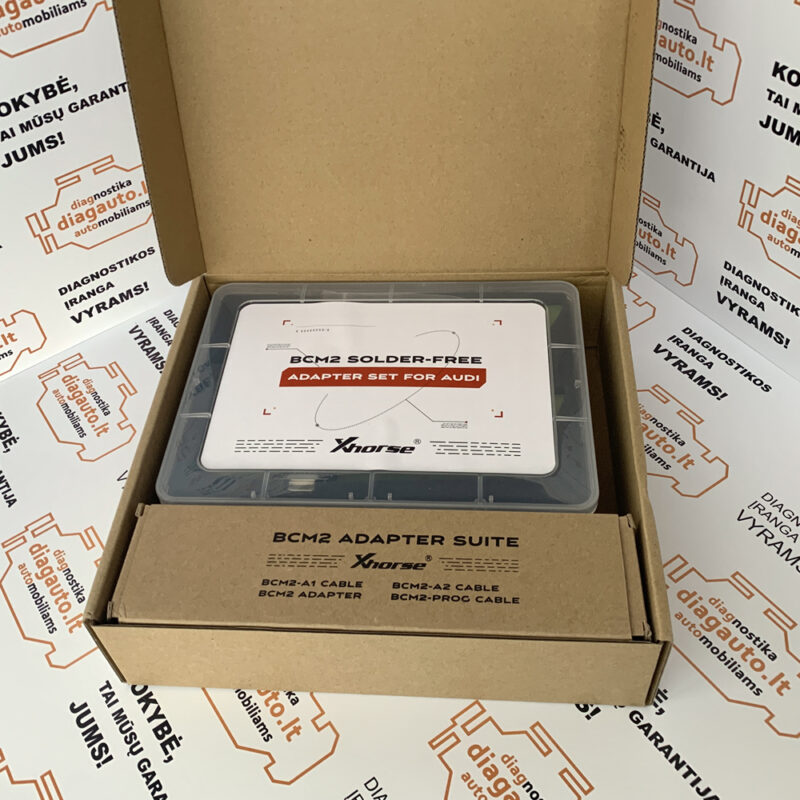 BCM2 SOLDER-FREE
ADAPTER SET FOR AUDI
Xhorse®
BCM2 ADAPTER SUITE
Xhorse®
BCM2-A1 CABLE BCM2-A2 CABLE
BCM2 ADAPTER BCM2-PROG CABLE
diagnostika
diagauto.lt
automobiliams
KOKYBĖ,
TAI MŪSŲ GARANTIJA
JUMS!
DIAGNOSTIKOS
ĮRANGA
VYRAMS!